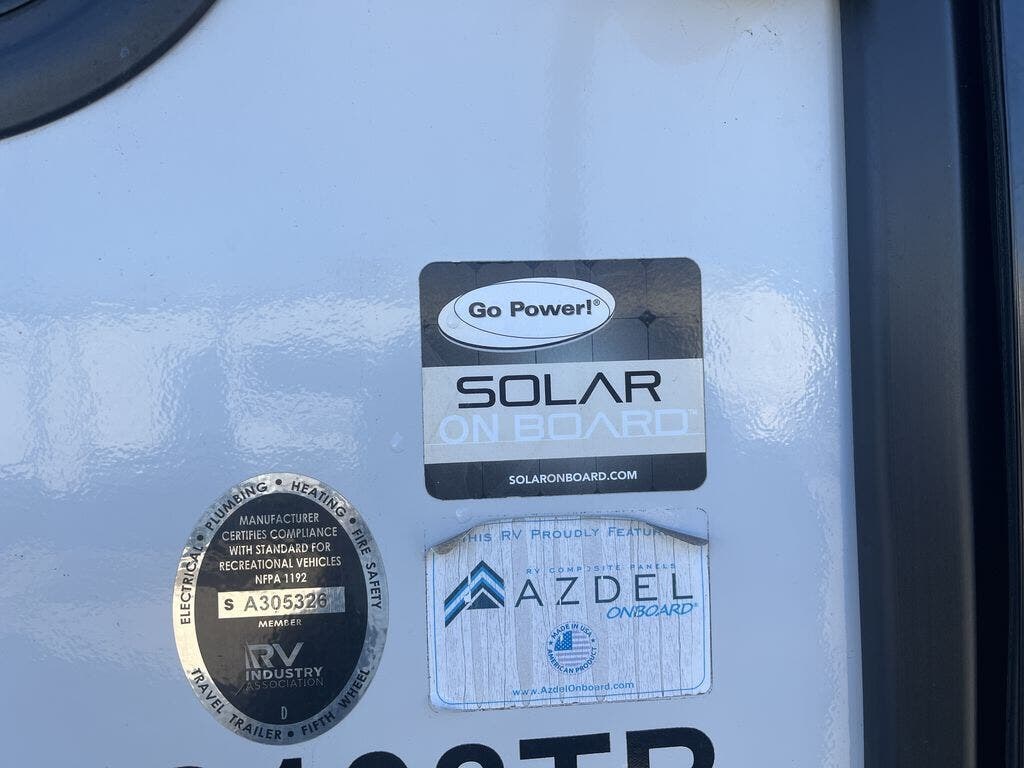 Go Power!®
SOLAR
ON BOARD™
SOLARONBOARD.COM
ELECTRICAL • PLUMBING • HEATING • FIRE SAFETY
MANUFACTURER
CERTIFIES COMPLIANCE
WITH STANDARD FOR
RECREATIONAL VEHICLES
NFPA 1192
S A305326
MEMBER
RV
INDUSTRY
ASSOCIATION
D
TRAVEL TRAILER • FIFTH WHEEL
THIS RV PROUDLY
RV COMPOSITE PANELS
AZDEL
ONBOARD®
MADE IN USA
AMERICAN PRODUCT
www.AzdelOnboard.com